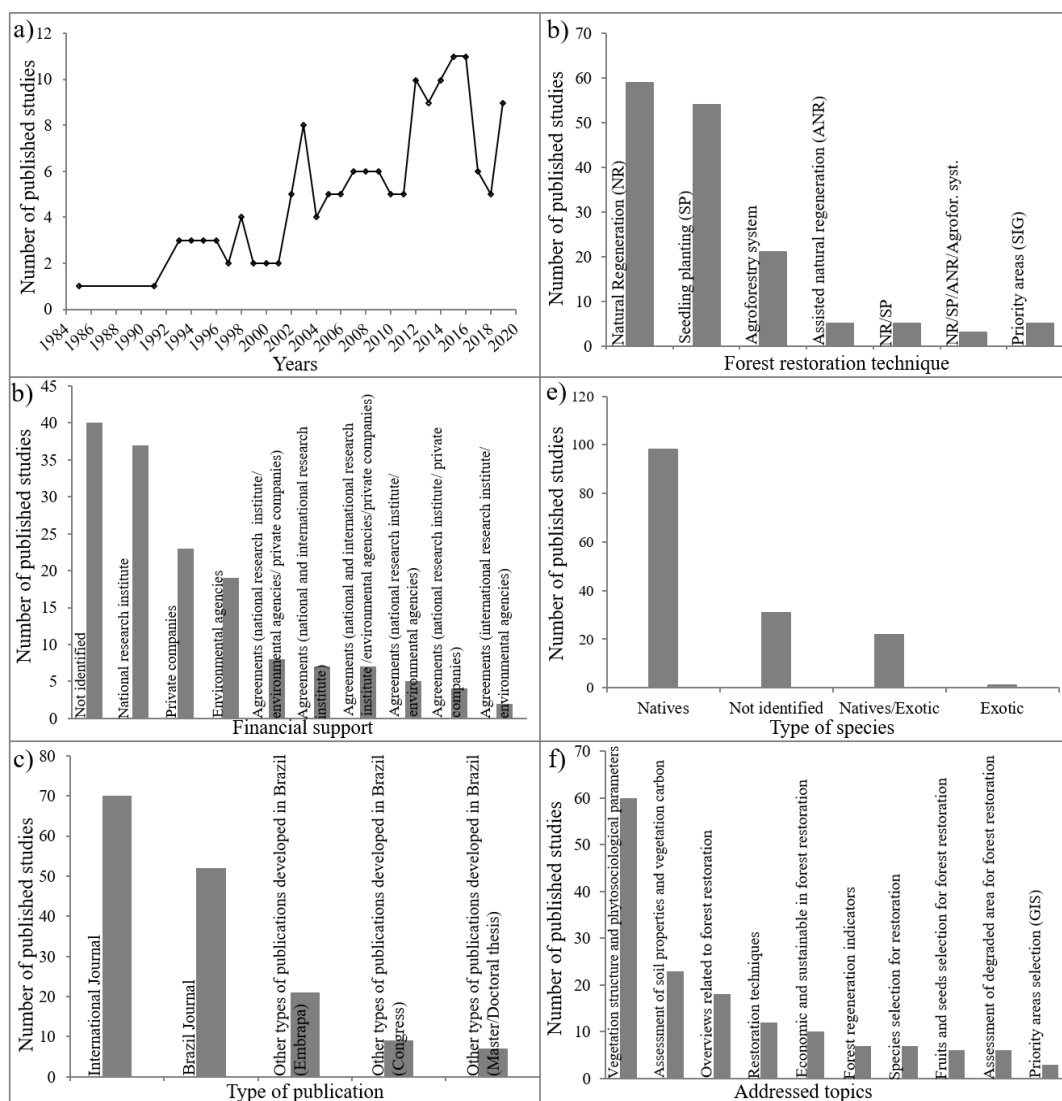 a)
Number of published studies
12
10
8
6
4
2
0
1984
1986
1988
1990
1992
1994
1996
1998
2000
2002
2004
2006
2008
2010
2012
2014
2016
2018
2020
Years
b)
Number of published studies
70
60
50
40
30
20
10
0
Natural Regeneration (NR)
Seeding planting (SP)
Agroforestry system
Assisted natural regeneration (ANR)
NR/SP
NR/SP/ANR/Agrofor. syst.
Priority areas (SIG)
Forest restoration technique
b)
Number of published studies
45
40
35
30
25
20
15
10
5
0
Not identified
National research institute
Private companies
Environmental agencies
Agreements (national research institute/
environmental agencies/ private companies)
Agreements (national and international research
institute)
Agreements (national and international research
institute /environmental agencies/private companies)
Agreements (national research institute/
environmental agencies)
Agreements (national research institute/ private
companies)
Agreements (international research institute/
environmental agencies)
Financial support
e)
Number of published studies
120
100
80
60
40
20
0
Natives
Not identified
Natives/Exotic
Exotic
Type of species
c)
Number of published studies
80
70
60
50
40
30
20
10
0
International Journal
Brazil Journal
Other types of publications developed in Brazil
(Embrapa)
Other types of publications developed in Brazil
(Congress)
Other types of publications developed in Brazil
(Master/Doctoral thesis)
Type of publication
f)
Number of published studies
70
60
50
40
30
20
10
0
Vegetation structure and phytosociological parameters
Assessment of soil properties and vegetation carbon
Overviews related to forest restoration
Restoration techniques
Economic and sustainable in forest restoration
Forest regeneration indicators
Species selection for restoration
Fruits and seeds selection for forest restoration
Assessment of degraded area for forest restoration
Priority areas selection (GIS)
Addressed topics